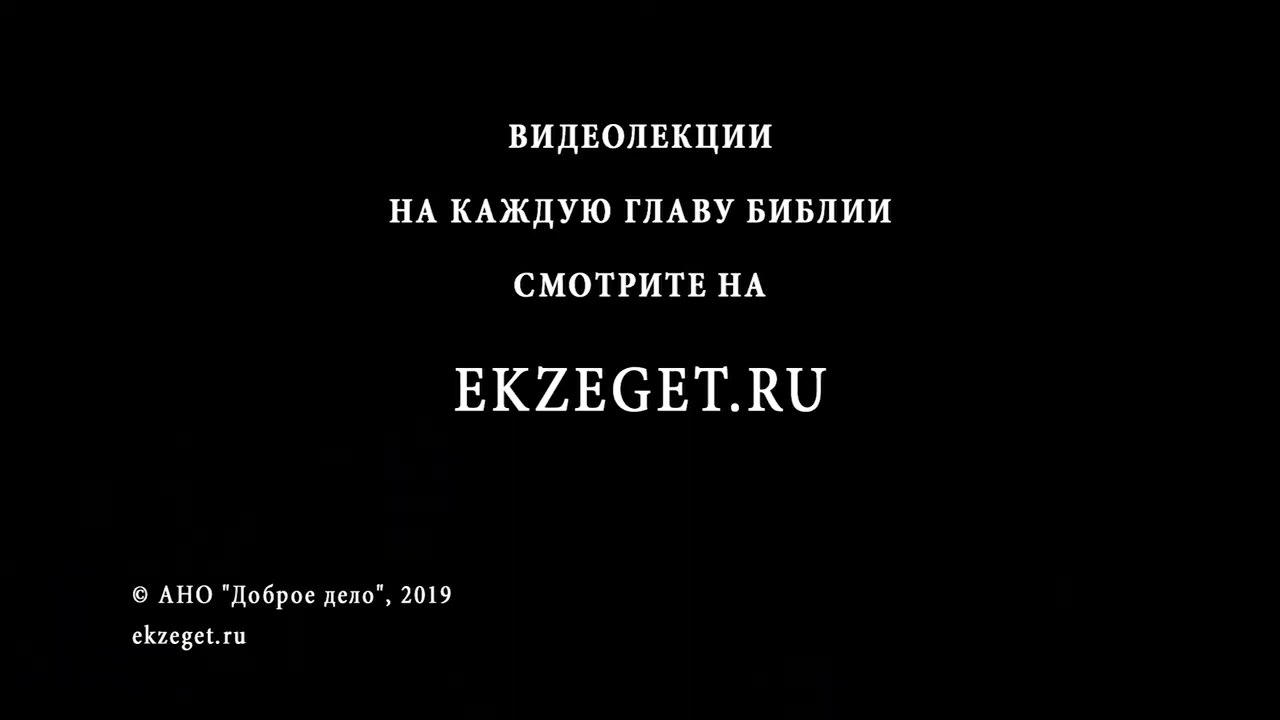 ВИДЕОЛЕКЦИИ
НА КАЖДУЮ ГЛАВУ БИБЛИИ
СМОТРИТЕ НА
EKZEGET.RU
© АНО "Доброе дело", 2019
ekzeget.ru